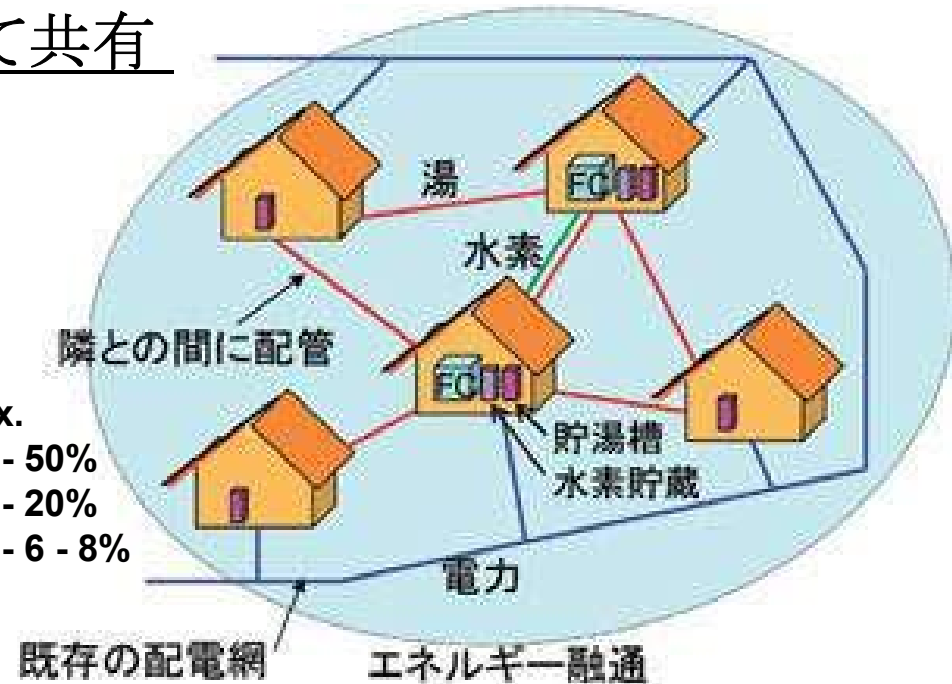 て共有
湯
FC
水素
隣との間に配管
FC
x.
- 50%
- 20%
- 6 - 8%
貯湯槽
水素貯蔵
電力
既存の配電網
エネルギー融通